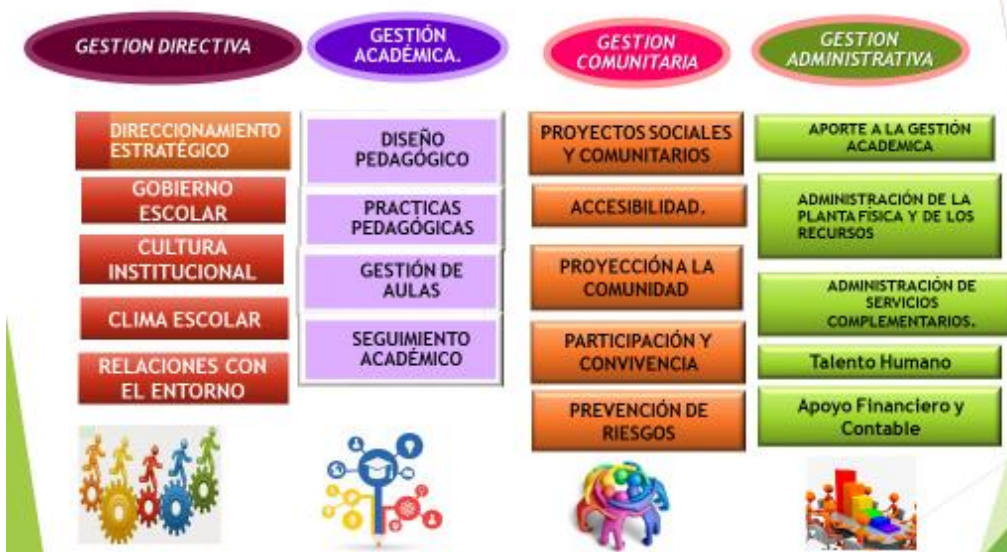 GESTION DIRECTIVA
GESTIÓN
ACADÉMICA.
GESTION
COMUNITARIA
GESTION
ADMINISTRATIVA
DIRECCIONAMIENTO
ESTRATÉGICO
GOBIERNO
ESCOLAR
CULTURA
INSTITUCIONAL
CLIMA ESCOLAR
RELACIONES CON
EL ENTORNO
DISEÑO
PEDAGÓGICO
PRACTICAS
PEDAGÓGICAS
GESTIÓN DE
AULAS
SEGUIMIENTO
ACADÉMICO
PROYECTOS SOCIALES
Y COMUNITARIOS
ACCESIBILIDAD.
PROYECCIÓN A LA
COMUNIDAD
PARTICIPACIÓN Y
CONVIVENCIA
PREVENCIÓN DE
RIESGOS
APORTE A LA GESTIÓN
ACADEMICA
ADMINISTRACIÓN DE LA
PLANTA FÍSICA Y DE LOS
RECURSOS
ADMINISTRACIÓN DE
SERVICIOS
COMPLEMENTARIOS.
Talento Humano
Apoyo Financiero y
Contable